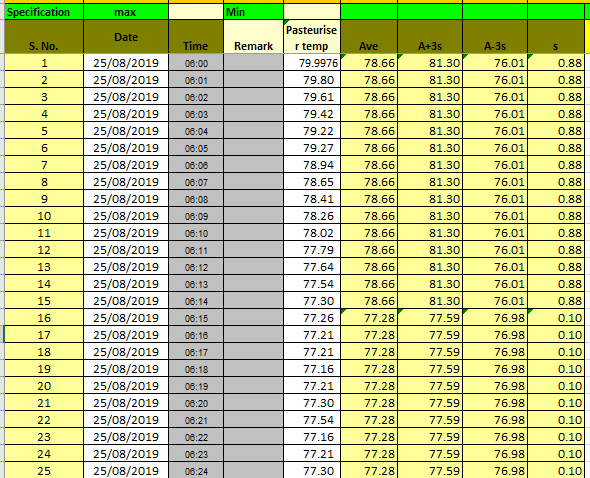 Specification max Min
S. No. Date Time Remark Pasteurise
r temp Ave A+3s A-3s s
1 25/08/2019 06:00 79.9976 78.66 81.30 76.01 0.88
2 25/08/2019 06:01 79.80 78.66 81.30 76.01 0.88
3 25/08/2019 06:02 79.61 78.66 81.30 76.01 0.88
4 25/08/2019 06:03 79.42 78.66 81.30 76.01 0.88
5 25/08/2019 06:04 79.22 78.66 81.30 76.01 0.88
6 25/08/2019 06:05 79.27 78.66 81.30 76.01 0.88
7 25/08/2019 06:06 78.94 78.66 81.30 76.01 0.88
8 25/08/2019 06:07 78.65 78.66 81.30 76.01 0.88
9 25/08/2019 06:08 78.41 78.66 81.30 76.01 0.88
10 25/08/2019 06:09 78.26 78.66 81.30 76.01 0.88
11 25/08/2019 06:10 78.02 78.66 81.30 76.01 0.88
12 25/08/2019 06:11 77.79 78.66 81.30 76.01 0.88
13 25/08/2019 06:12 77.64 78.66 81.30 76.01 0.88
14 25/08/2019 06:13 77.54 78.66 81.30 76.01 0.88
15 25/08/2019 06:14 77.30 78.66 81.30 76.01 0.88
16 25/08/2019 06:15 77.26 77.28 77.59 76.98 0.10
17 25/08/2019 06:16 77.21 77.28 77.59 76.98 0.10
18 25/08/2019 06:17 77.21 77.28 77.59 76.98 0.10
19 25/08/2019 06:18 77.16 77.28 77.59 76.98 0.10
20 25/08/2019 06:19 77.21 77.28 77.59 76.98 0.10
21 25/08/2019 06:20 77.30 77.28 77.59 76.98 0.10
22 25/08/2019 06:21 77.54 77.28 77.59 76.98 0.10
23 25/08/2019 06:22 77.16 77.28 77.59 76.98 0.10
24 25/08/2019 06:23 77.21 77.28 77.59 76.98 0.10
25 25/08/2019 06:24 77.30 77.28 77.59 76.98 0.10